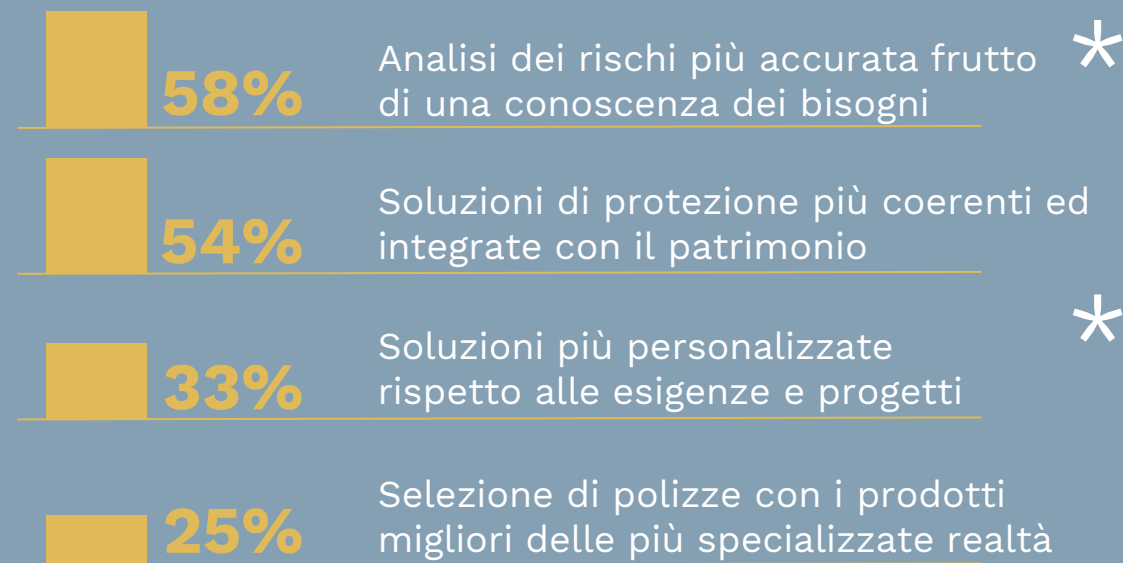 58%
Analisi dei rischi più accurata frutto *
di una conoscenza dei bisogni
54%
Soluzioni di protezione più coerenti ed
integrate con il patrimonio
*
33%
Soluzioni più personalizzate
rispetto alle esigenze e progetti
25%
Selezione di polizze con i prodotti
migliori delle più specializzate realtà